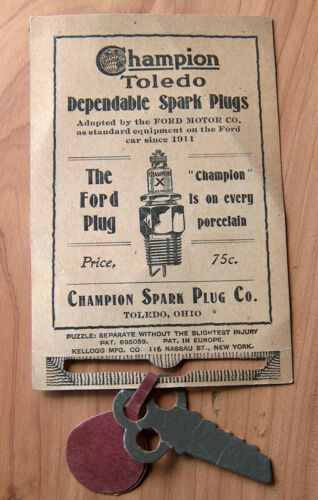 Champion
Toledo
Dependable Spark Plugs
Adopted by the FORD MOTOR CO.
as standard equipment on the Ford
car since 1911
The
Ford
Plug
CHAMPION
X
"Champion"
is on every
porcelain
Price, 75c.
CHAMPION SPARK PLUG CO.
TOLEDO, OHIO
PUZZLE: SEPARATE WITHOUT THE SLIGHTEST INJURY
PAT. 695059. PAT. IN EUROPE.
KELLOGG MFG. CO. 116 NASSAU ST., NEW YORK.